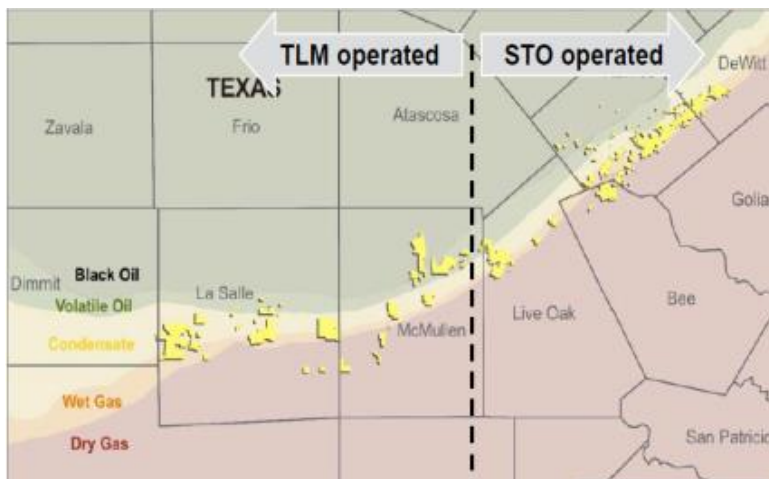 TLM operated
STO operated
DeWitt
TEXAS
Zavala
Frio
Atascosa
Golia
Dimmit
Black Oil
La Salle
Volatile Oil
Bee
Live Oak
McMullen
Condensate
Wet Gas
Dry Gas
San Patricio